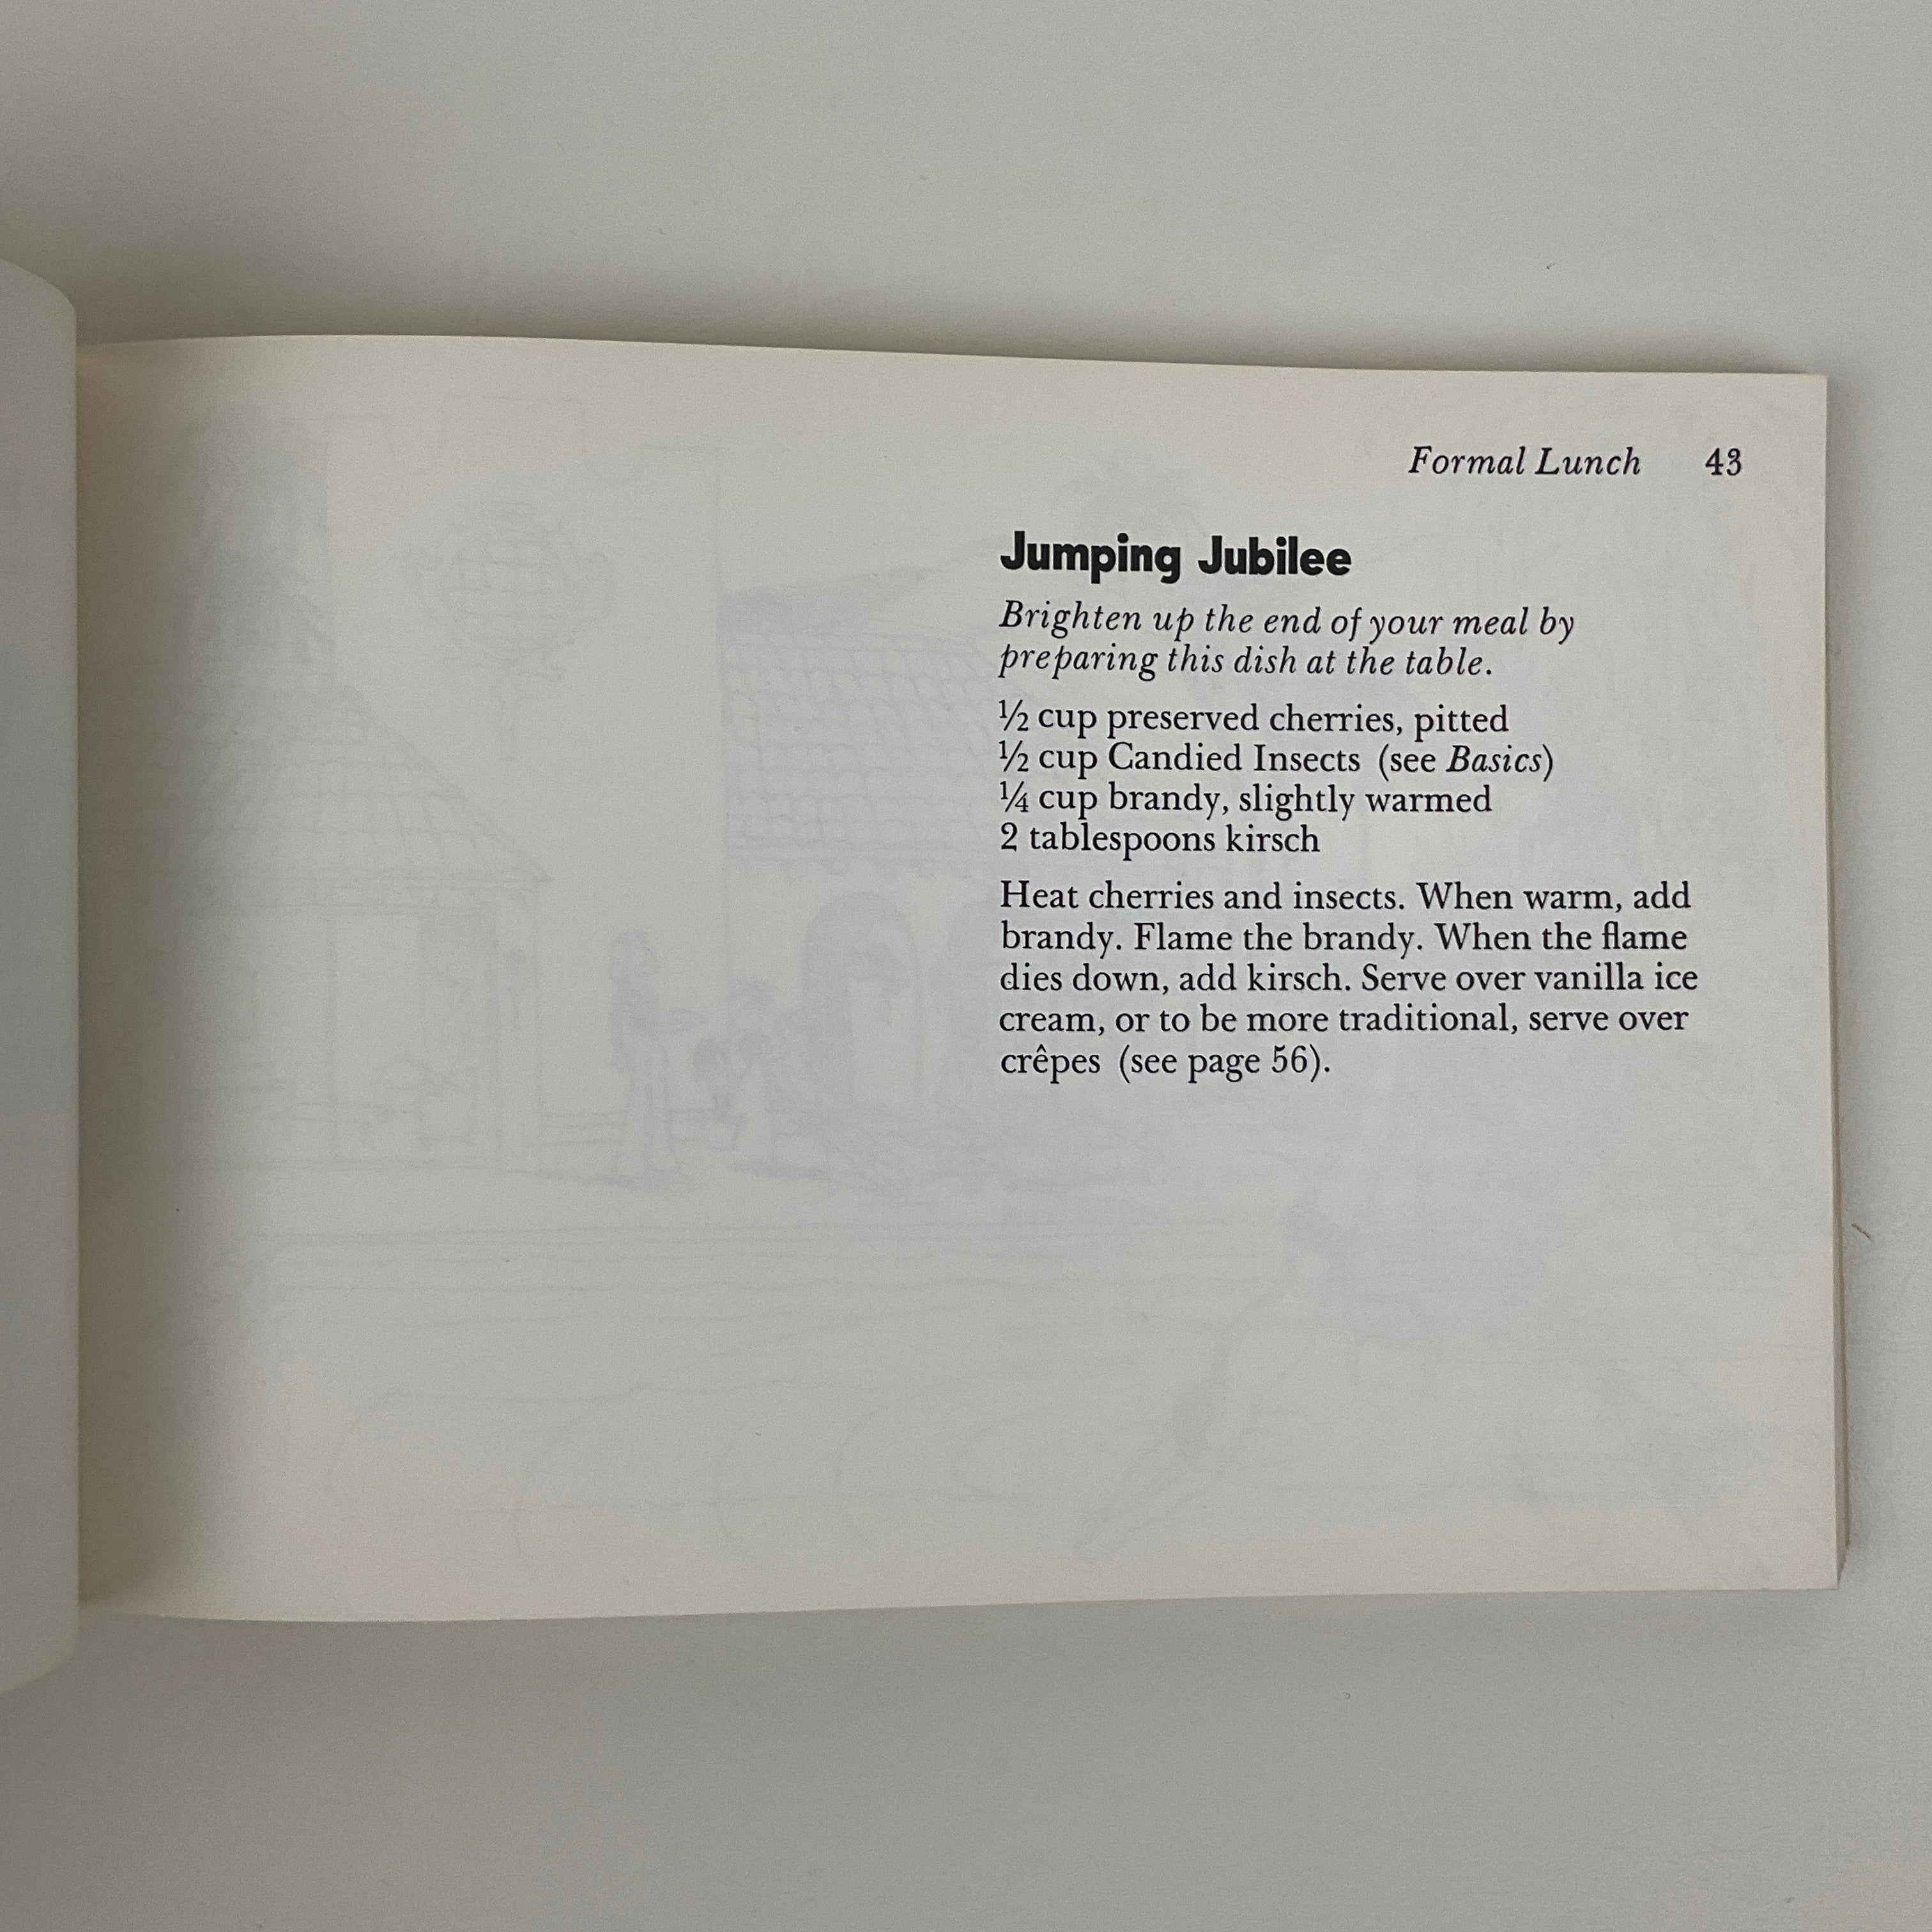 Formal Lunch 43
Jumping Jubilee
Brighten up the end of your meal by
preparing this dish at the table.
½ cup preserved cherries, pitted
½ cup Candied Insects (see Basics)
¼ cup brandy, slightly warmed
2 tablespoons kirsch
Heat cherries and insects. When warm, add
brandy. Flame the brandy. When the flame
dies down, add kirsch. Serve over vanilla ice
cream, or to be more traditional, serve over
crêpes (see page 56).